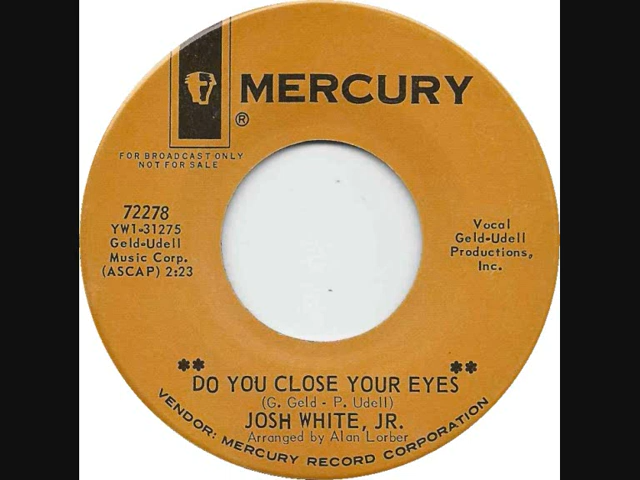 MERCURY
®
FOR BROADCAST ONLY
NOT FOR SALE
72278
YW1-31275
Geld-Udell
Music Corp.
(ASCAP) 2:23
Vocal
Geld-Udell
Productions,
Inc.
** DO YOU CLOSE YOUR EYES **
(G. Geld - P. Udell)
JOSH WHITE, JR.
Arranged by Alan Lorber
VENDOR: MERCURY RECORD CORPORATION